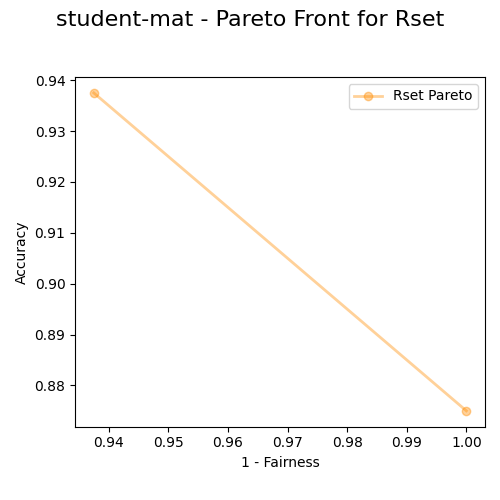 student-mat - Pareto Front for Rset
Rset Pareto
0.94
0.93
0.92
0.91
0.90
0.89
0.88
Accuracy
0.94 0.95 0.96 0.97 0.98 0.99 1.00
1 - Fairness